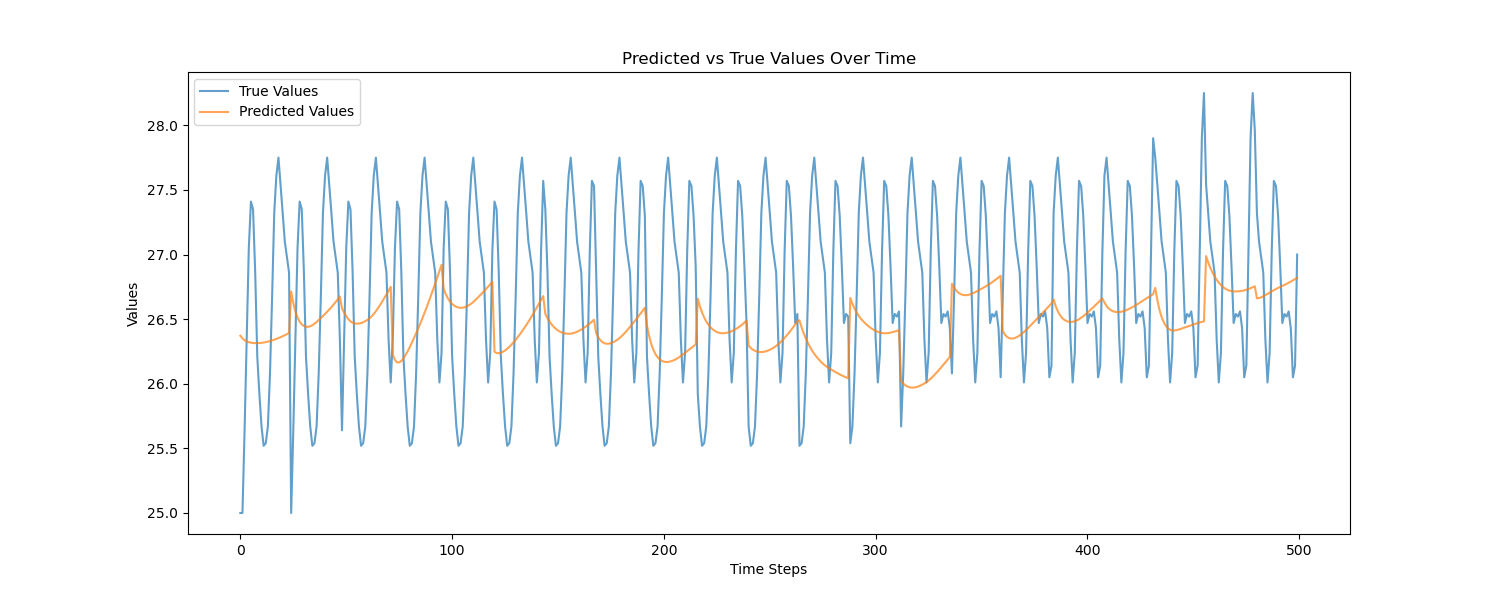 Predicted vs True Values Over Time
True Values
Predicted Values
Values
28.0
27.5
27.0
26.5
26.0
25.5
25.0
0
100
200
300
400
500
Time Steps